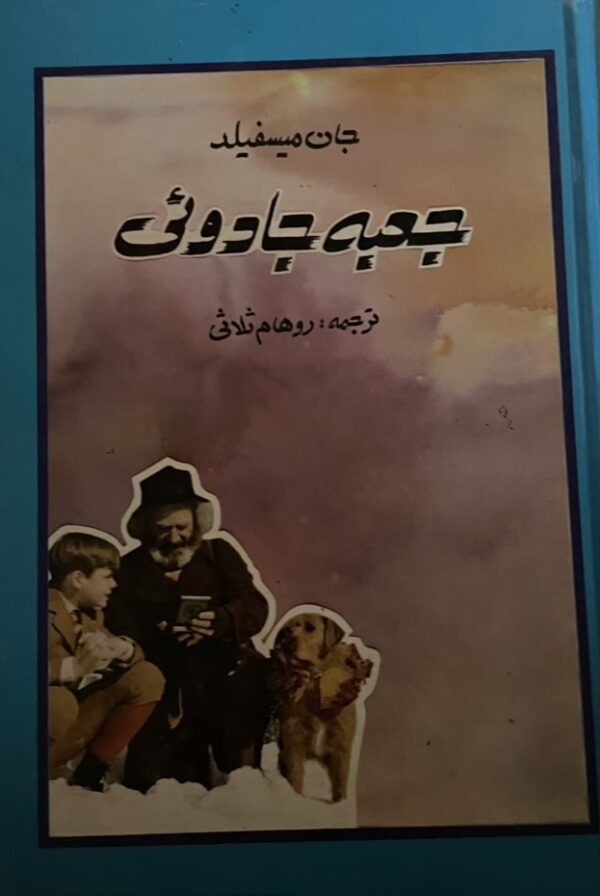 جان میسفیلد
جعبه جادوئی
ترجمه: روهام ثلاثی